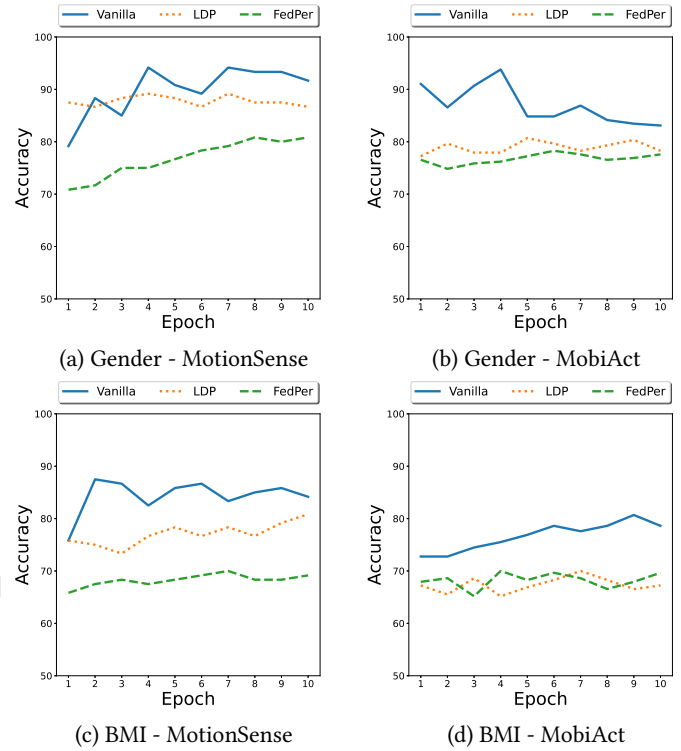 Vanilla LDP FedPer
100
90
80
70
60
50
Accuracy
1 2 3 4 5 6 7 8 9 10
Epoch
(a) Gender - MotionSense
Vanilla LDP FedPer
100
90
80
70
60
50
Accuracy
1 2 3 4 5 6 7 8 9 10
Epoch
(b) Gender - MobiAct
Vanilla LDP FedPer
100
90
80
70
60
50
Accuracy
1 2 3 4 5 6 7 8 9 10
Epoch
(c) BMI - MotionSense
Vanilla LDP FedPer
100
90
80
70
60
50
Accuracy
1 2 3 4 5 6 7 8 9 10
Epoch
(d) BMI - MobiAct